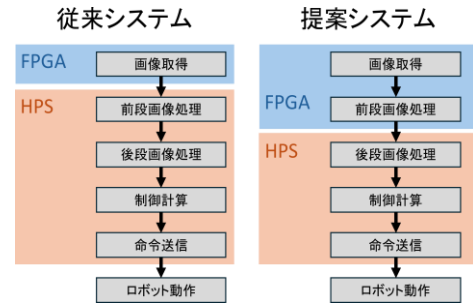 従来システム
FPGA
画像取得
HPS
前段画像処理
後段画像処理
制御計算
命令送信
ロボット動作
提案システム
画像取得
FPGA
前段画像処理
HPS
後段画像処理
制御計算
命令送信
ロボット動作